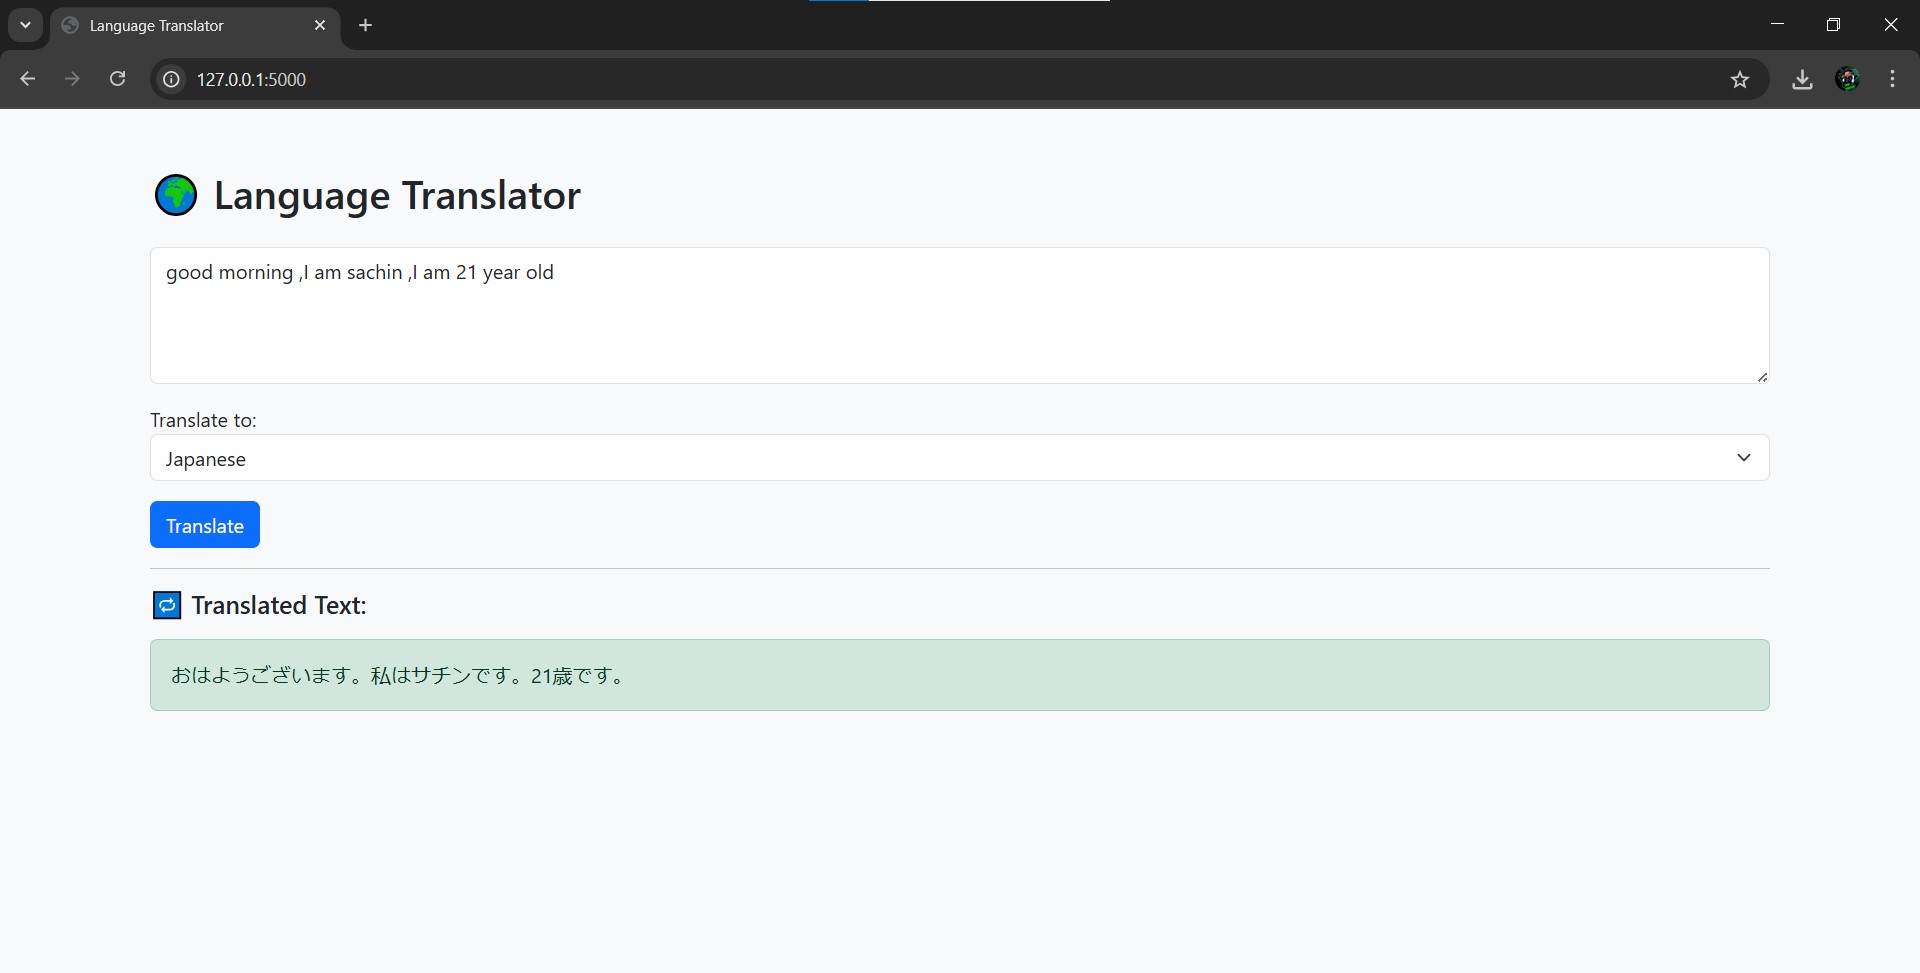 Language Translator
127.0.0.1:5000
Language Translator
good morning ,I am sachin ,I am 21 year old
Translate to:
Japanese
Translate
Translated Text:
おはようございます。私はサチンです。21歳です。